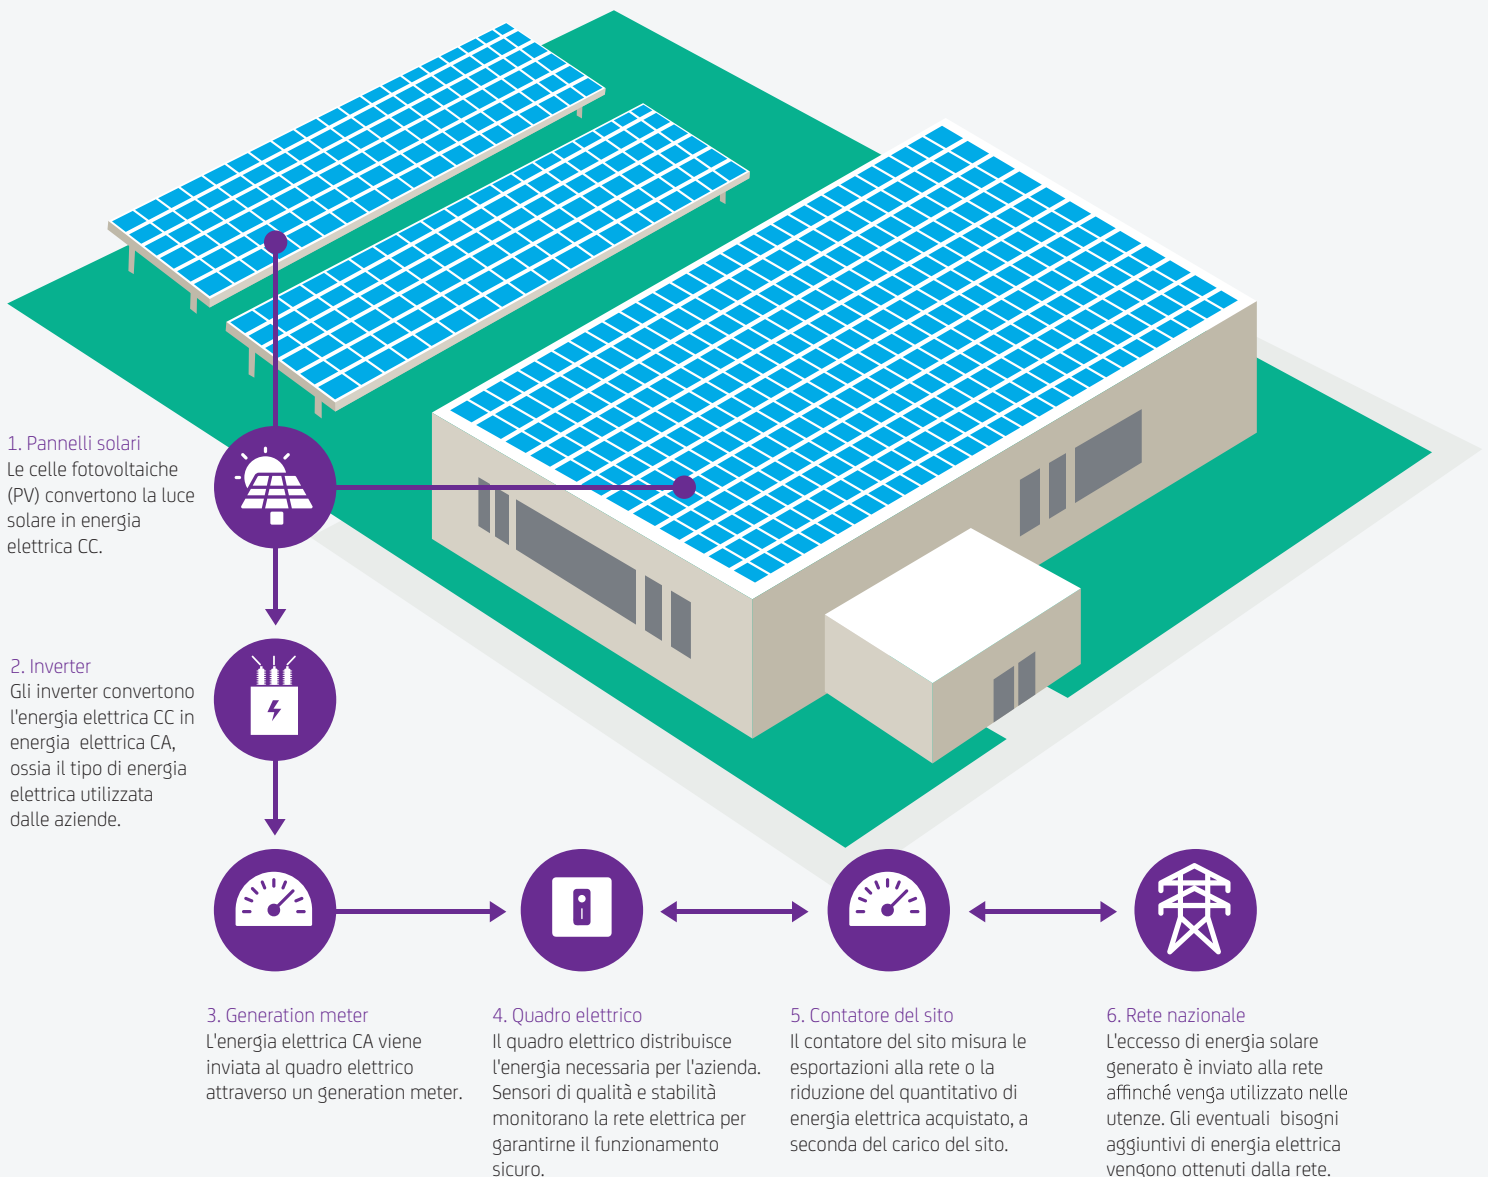 1. Pannelli solari
Le celle fotovoltaiche
(PV) convertono la luce
solare in energia
elettrica CC.
2. Inverter
Gli inverter convertono
l'energia elettrica CC in
energia  elettrica CA,
ossia il tipo di energia
elettrica utilizzata
dalle aziende.
3. Generation meter
L'energia elettrica CA viene
inviata al quadro elettrico
attraverso un generation meter.
4. Quadro elettrico
Il quadro elettrico distribuisce
l'energia necessaria per l'azienda.
Sensori di qualità e stabilità
monitorano la rete elettrica per
garantirne il funzionamento
sicuro.
5. Contatore del sito
Il contatore del sito misura le
esportazioni alla rete o la
riduzione del quantitativo di
energia elettrica acquistato, a
seconda del carico del sito.
6. Rete nazionale
L'eccesso di energia solare
generato è inviato alla rete
affinché venga utilizzato nelle
utenze. Gli eventuali  bisogni
aggiuntivi di energia elettrica
vengono ottenuti dalla rete.